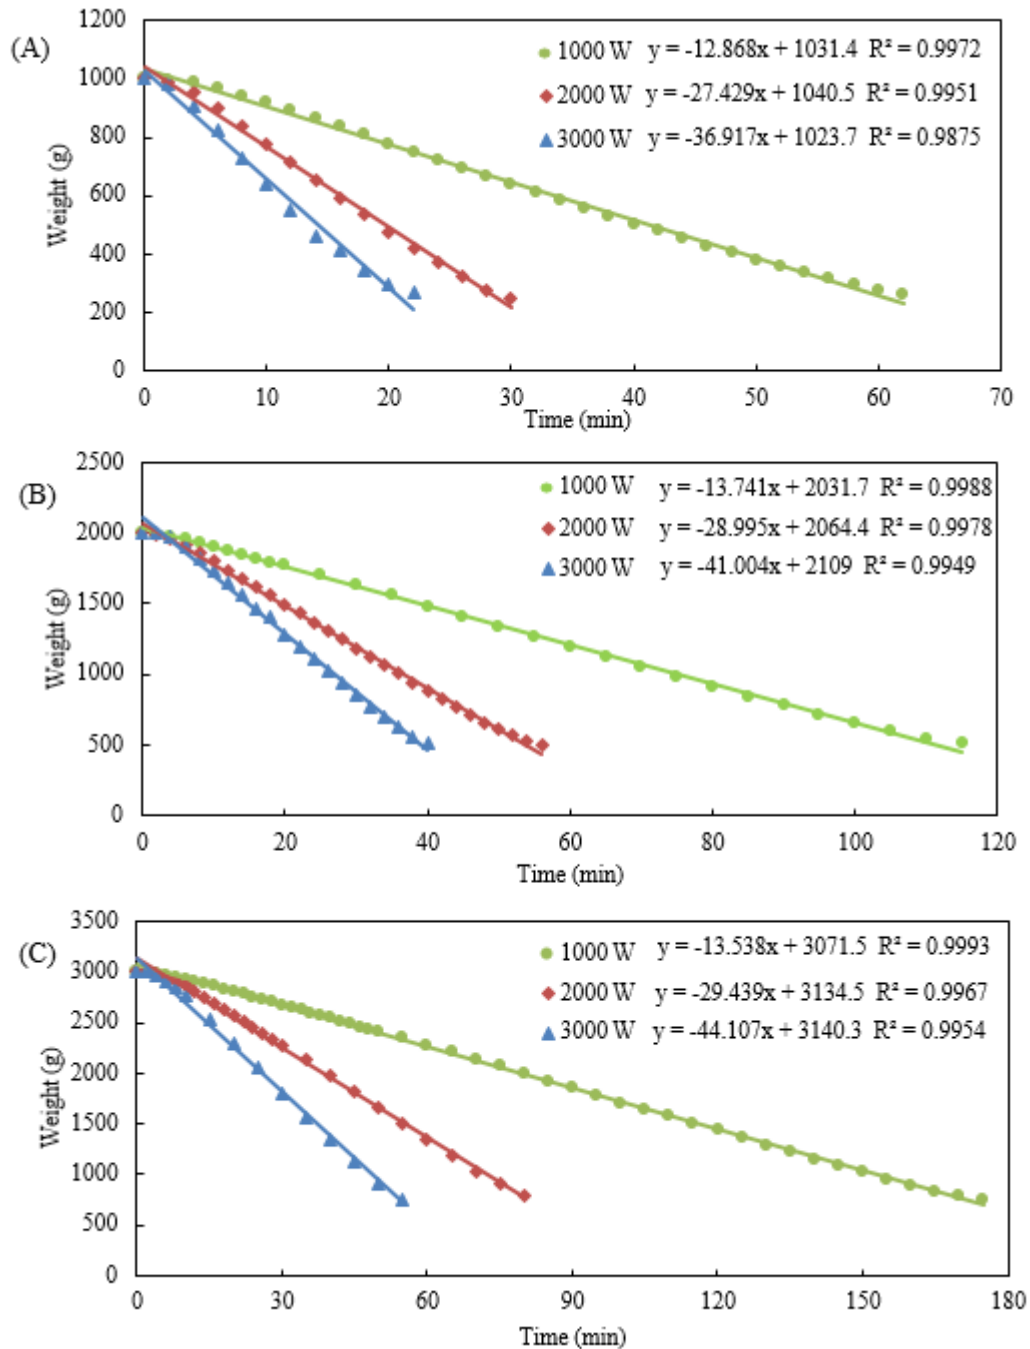 (A)
1200
1000
800
600
400
200
0
Weight (g)
1000 W y = -12.868x + 1031.4 R² = 0.9972
2000 W y = -27.429x + 1040.5 R² = 0.9951
3000 W y = -36.917x + 1023.7 R² = 0.9875
0 10 20 30 40 50 60 70
Time (min)
(B)
2500
2000
1500
1000
500
0
Weight (g)
1000 W y = -13.741x + 2031.7 R² = 0.9988
2000 W y = -28.995x + 2064.4 R² = 0.9978
3000 W y = -41.004x + 2109 R² = 0.9949
0 20 40 60 80 100 120
Time (min)
(C)
3500
3000
2500
2000
1500
1000
500
0
Weight (g)
1000 W y = -13.538x + 3071.5 R² = 0.9993
2000 W y = -29.439x + 3134.5 R² = 0.9967
3000 W y = -44.107x + 3140.3 R² = 0.9954
0 30 60 90 120 150 180
Time (min)